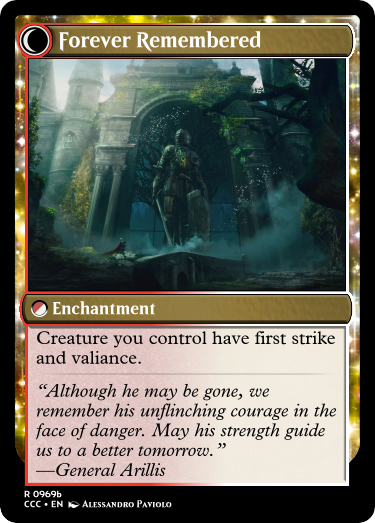 Forever Remembered
Enchantment
Creature you control have first strike
and valiance.
“Although he may be gone, we
remember his unflinching courage in the
face of danger. May his strength guide
us to a better tomorrow.”
—General Arillis
R 0969b
CCC • EN Alessandro Paviolo